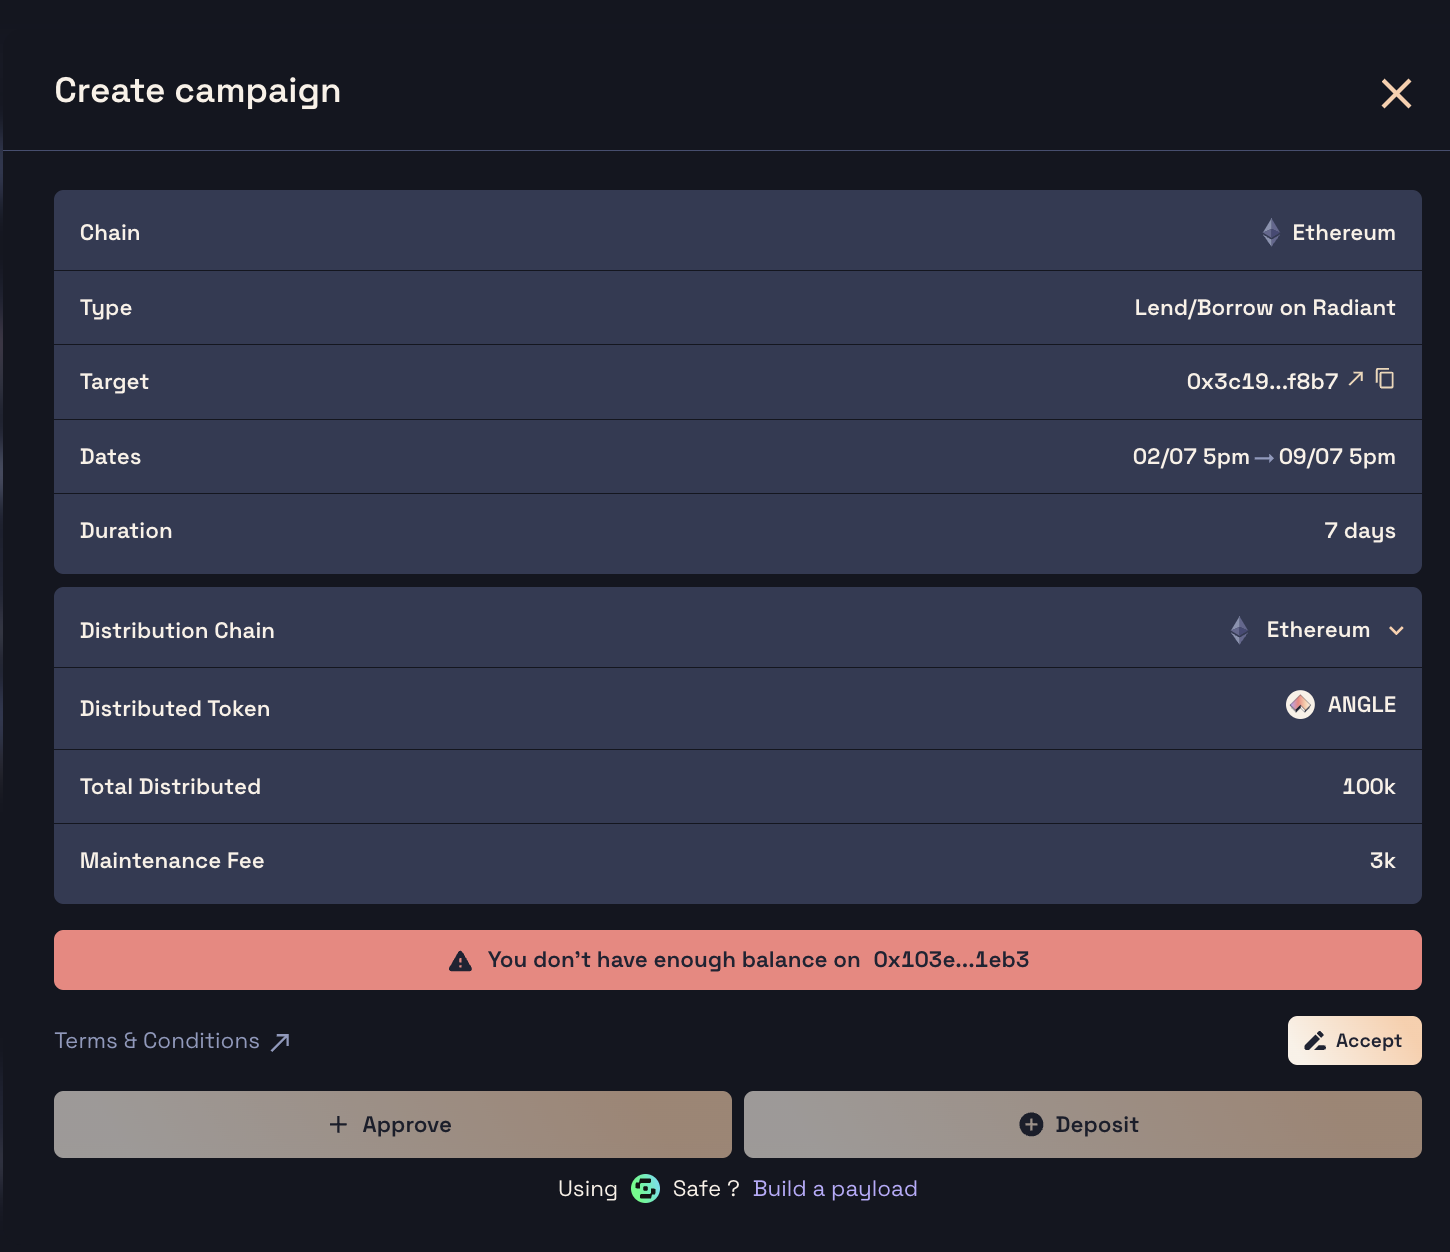 Create campaign
Chain Ethereum
Type Lend/Borrow on Radiant
Target 0x3c19...f8b7
Dates 02/07 5pm → 09/07 5pm
Duration 7 days
Distribution Chain Ethereum
Distributed Token ANGLE
Total Distributed 100k
Maintenance Fee 3k
You don't have enough balance on 0x103e...1eb3
Terms & Conditions Accept
Approve Deposit
Using Safe ? Build a payload